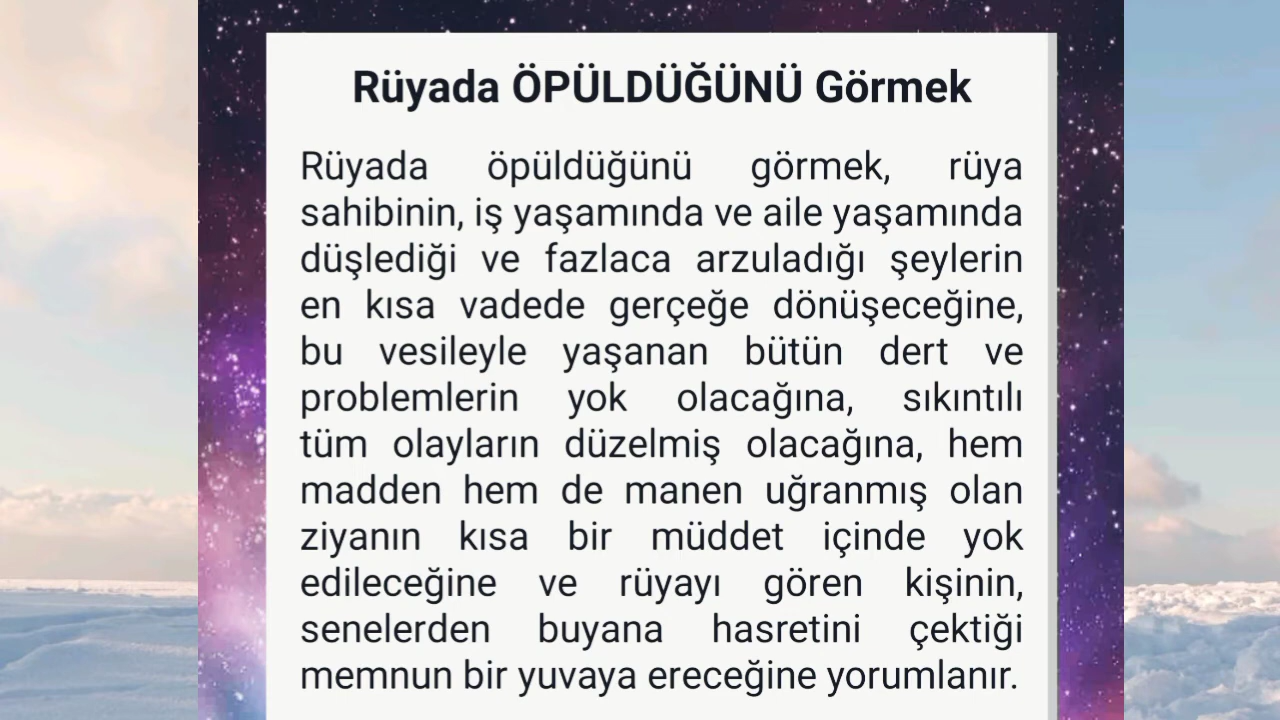 Rüyada ÖPÜLDÜĞÜNÜ Görmek
Rüyada öpüldüğünü görmek, rüya
sahibinin, iş yaşamında ve aile yaşamında
düşlediği ve fazlaca arzuladığı şeylerin
en kısa vadede gerçeğe dönüşeceğine,
bu vesileyle yaşanan bütün dert ve
problemlerin yok olacağına, sıkıntılı
tüm olayların düzelmiş olacağına, hem
madden hem de manen uğranmış olan
ziyanın kısa bir müddet içinde yok
edileceğine ve rüyayı gören kişinin,
senelerden buyana hasretini çektiği
memnun bir yuvaya ereceğine yorumlanır.